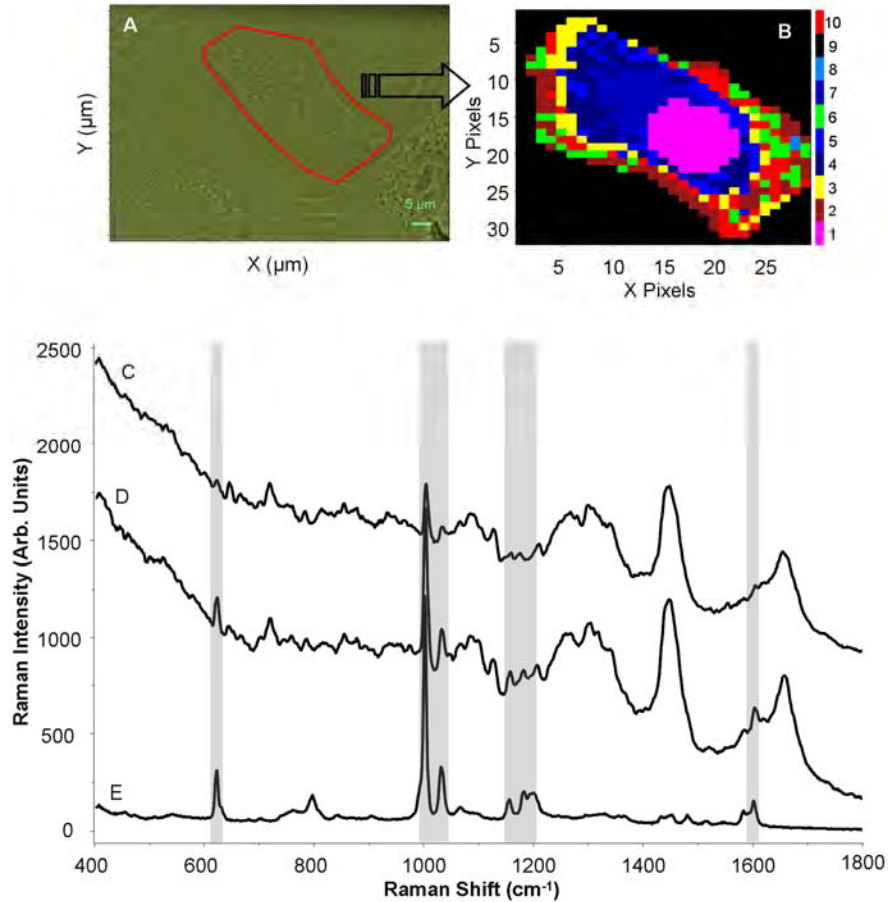 A
Y (µm)
5 µm
X (µm)
B
Y Pixels
5
10
15
20
25
30
5
10
15
20
25
X Pixels
10
9
8
7
6
5
4
3
2
1
Raman Intensity (Arb. Units)
2500
2000
1500
1000
500
0
C
D
E
400
600
800
1000
1200
1400
1600
1800
Raman Shift (cm⁻¹)